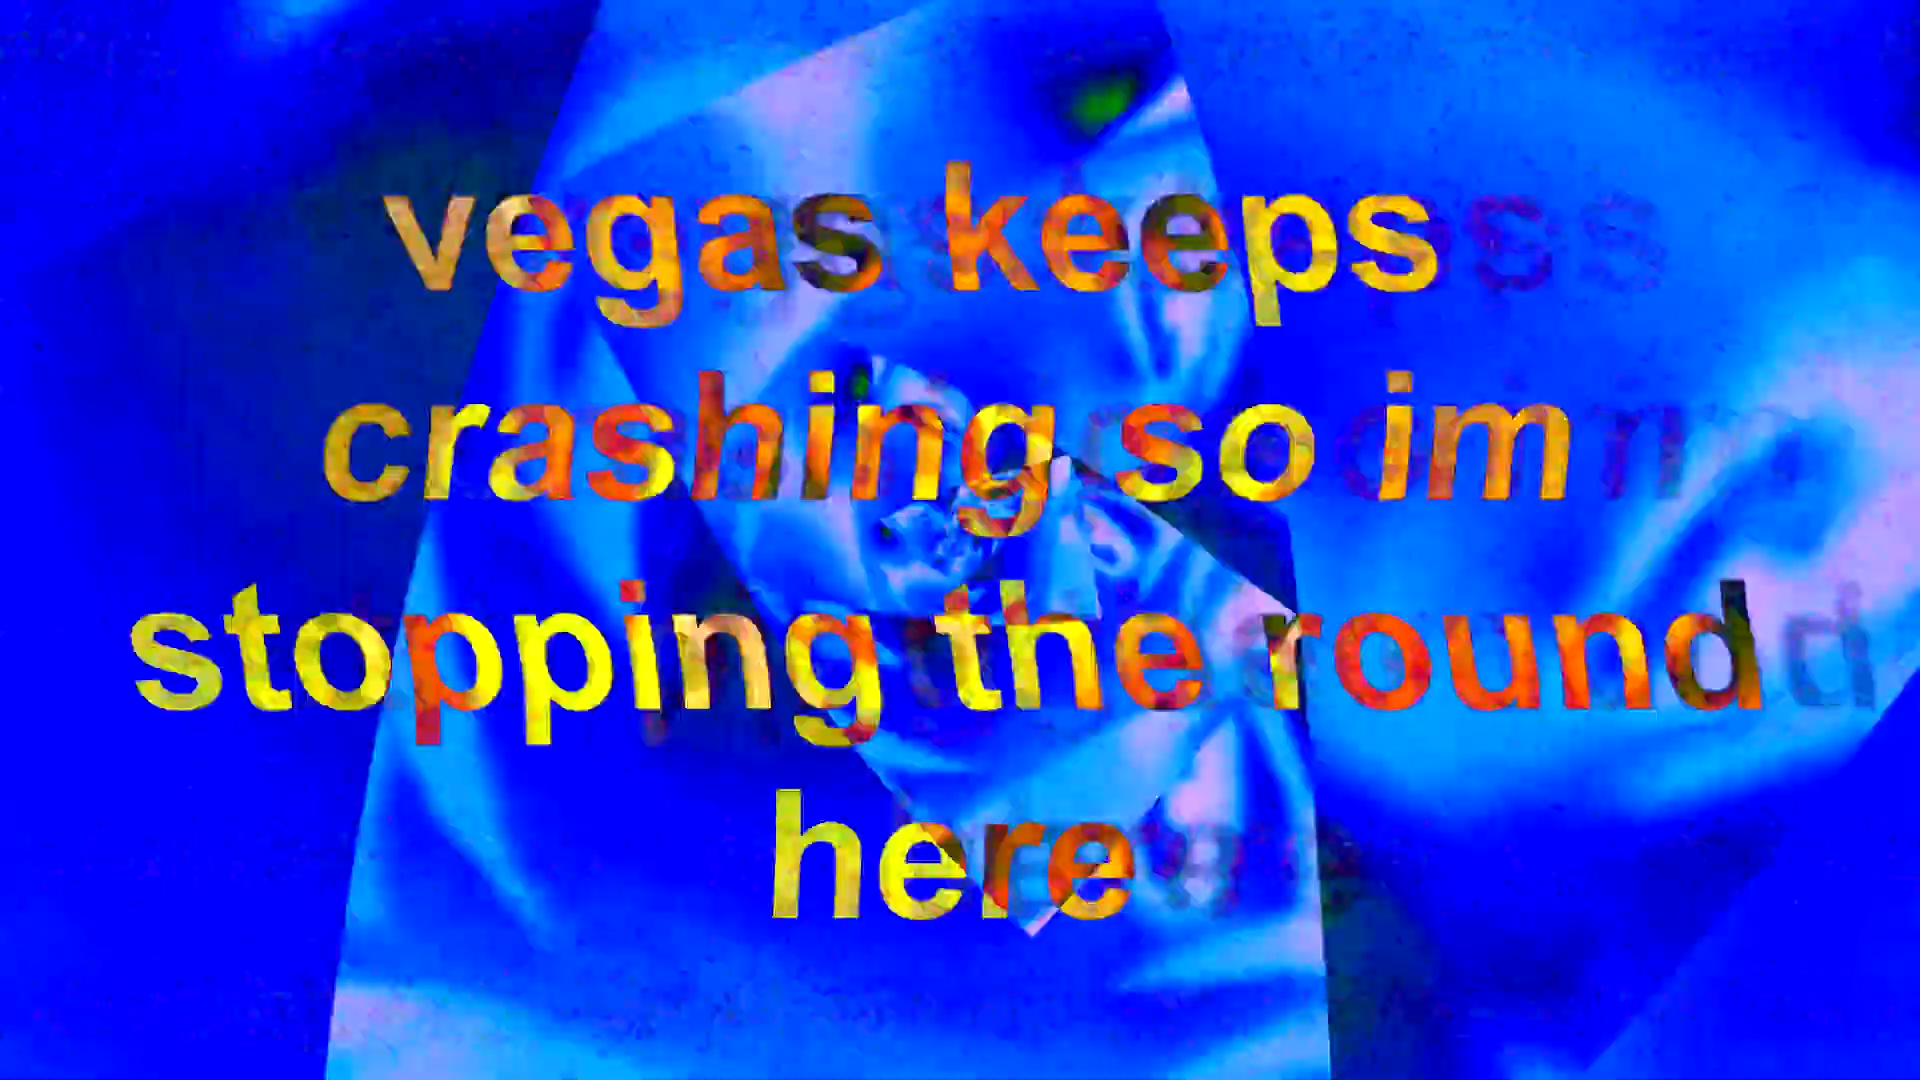 vegas keeps
crashing so im
stopping the round
here